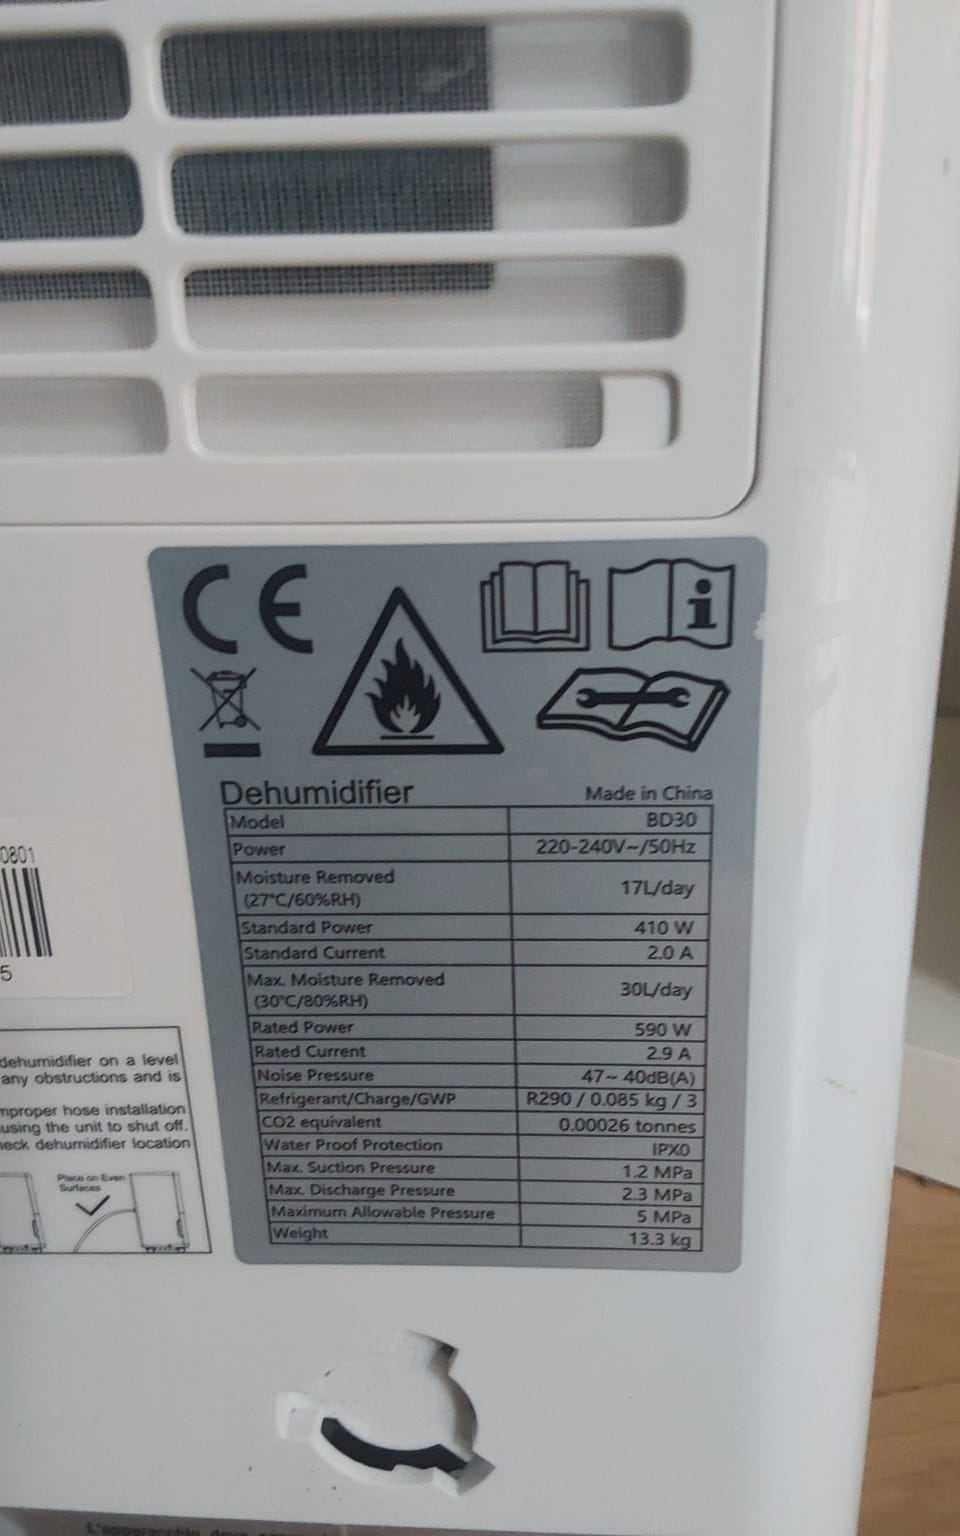 CE
Dehumidifier Made in China
Model BD30
Power 220-240V~/50Hz
Moisture Removed
(27℃/60%RH) 17L/day
Standard Power 410 W
Standard Current 2.0 A
Max. Moisture Removed
(30℃/80%RH) 30L/day
Rated Power 590 W
Rated Current 2.9 A
Noise Pressure 47~ 40dB(A)
Refrigerant/Charge/GWP R290 / 0.085 kg / 3
CO2 equivalent 0.00026 tonnes
Water Proof Protection IPX0
Max. Suction Pressure 1.2 MPa
Max. Discharge Pressure 2.3 MPa
Maximum Allowable Pressure 5 MPa
Weight 13.3 kg
0801
5
dehumidifier on a level
any obstructions and is
mproper hose installation
using the unit to shut off.
heck dehumidifier location
Place on Even
Surfaces
L'apparecchio deve